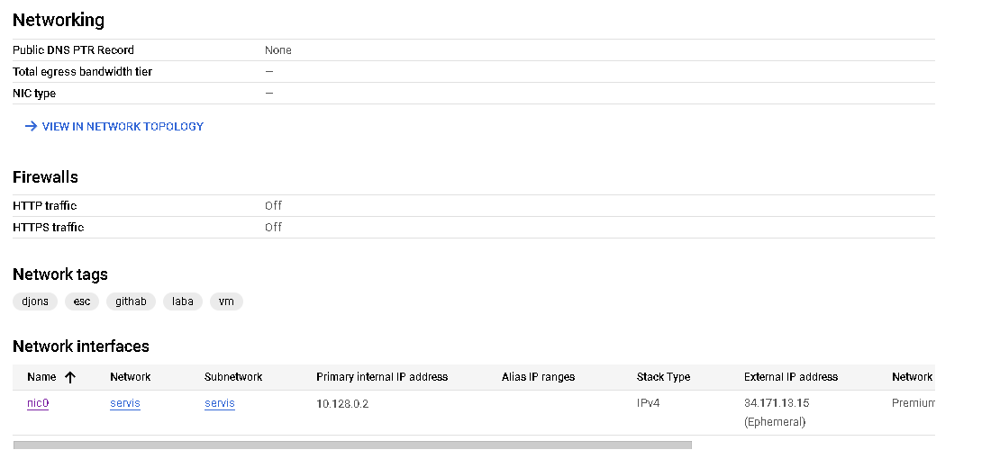 Networking
Public DNS PTR Record None
Total egress bandwidth tier —
NIC type —
→ VIEW IN NETWORK TOPOLOGY
Firewalls
HTTP traffic Off
HTTPS traffic Off
Network tags
djons esc githab laba vm
Network interfaces
Name ↑ Network Subnetwork Primary internal IP address Alias IP ranges Stack Type External IP address Network
nic0 servis servis 10.128.0.2 IPv4 34.171.13.15 Premium
(Ephemeral)